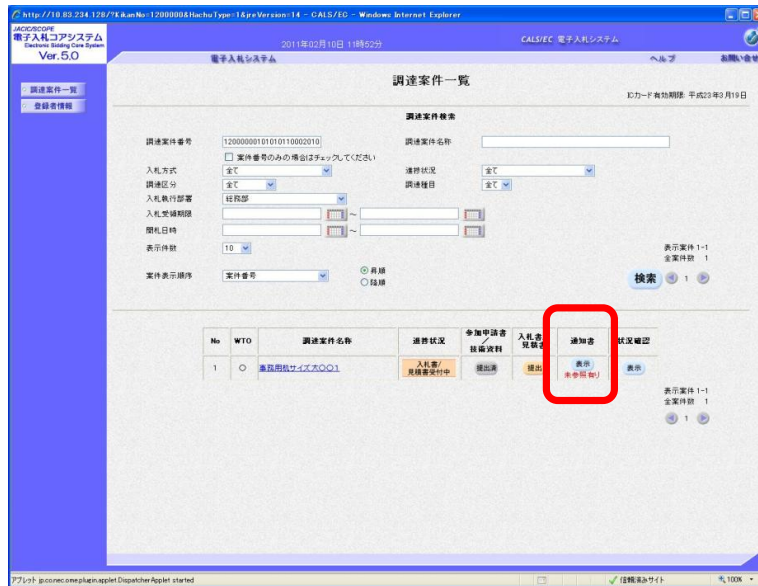 http://10.83.234.128/?KikanNo=1200000&HachuType=1&jreVersion=14 - CALS/EC - Windows Internet Explorer
JACIC/SCOPE
電子入札コアシステム
Electronic Bidding Core System
Ver.5.0
2011年02月10日 11時52分
CALS/EC 電子入札システム
電子入札システム
ヘルプ
お問い合せ
調達案件一覧
登録者情報
調達案件一覧
ICカード有効期限 平成23年3月19日
調達案件検索
調達案件番号 12000000101010110002010 調達案件名称
案件番号のみの場合はチェックしてください
入札方式 全て 進捗状況 全て
調達区分 全て 調達種目 全て
入札執行部署 総務部
入札受領期限 ~
開札日時 ~
表示件数 10
表示案件 1-1
全案件数 1
案件表示順序 案件番号
昇順
降順
検索 1
No WTO 調達案件名称 進捗状況 参加申請書/技術資料 入札書 見積書 通知書 状況確認
1 ○ 事務用机サイズ大〇〇1 入札書/見積書受付中 提出済 提出 表示 未参照有り 表示
表示案件 1-1
全案件数 1
1
アプレット jp.co.nec.ome.plugin.applet.DispatcherApplet started
信頼済みサイト
100%